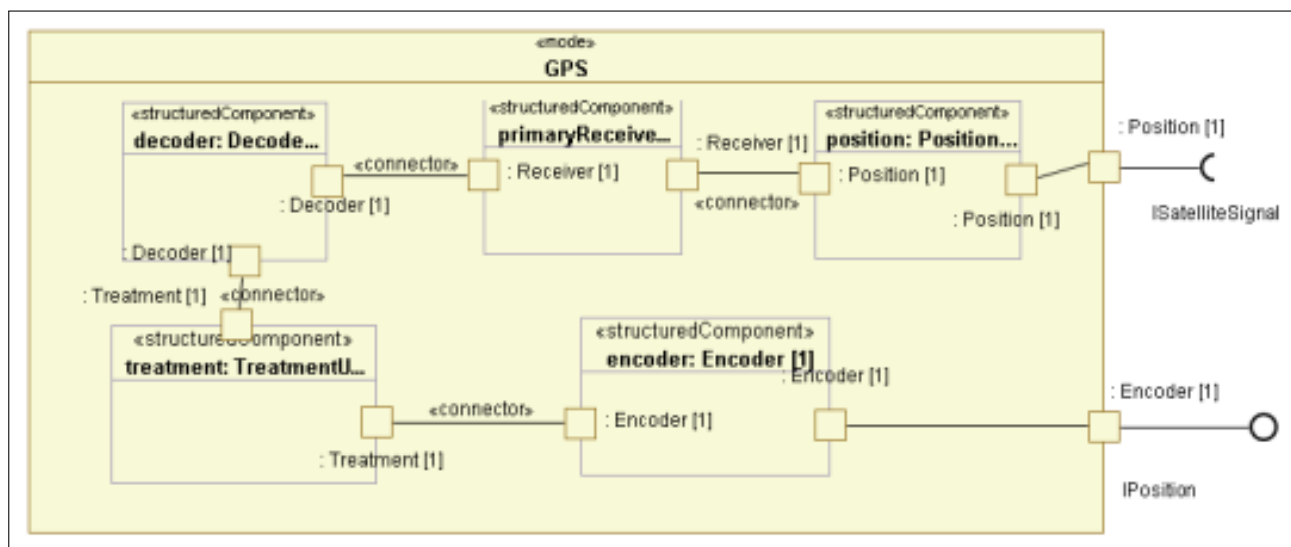 «mode»
GPS
«structuredComponent»
decoder: Decode...
«structuredComponent»
primaryReceive...
«structuredComponent»
position: Position...
: Position [1]
«connector»
: Receiver [1]
: Receiver [1]
: Position [1]
: Decoder [1]
«connector»
: Position [1]
ISatelliteSignal
: Decoder [1]
: Treatment [1]
«connector»
«structuredComponent»
treatment: TreatmentU...
«structuredComponent»
encoder: Encoder [1]
: Encoder [1]
: Encoder [1]
«connector»
: Encoder [1]
: Treatment [1]
IPosition